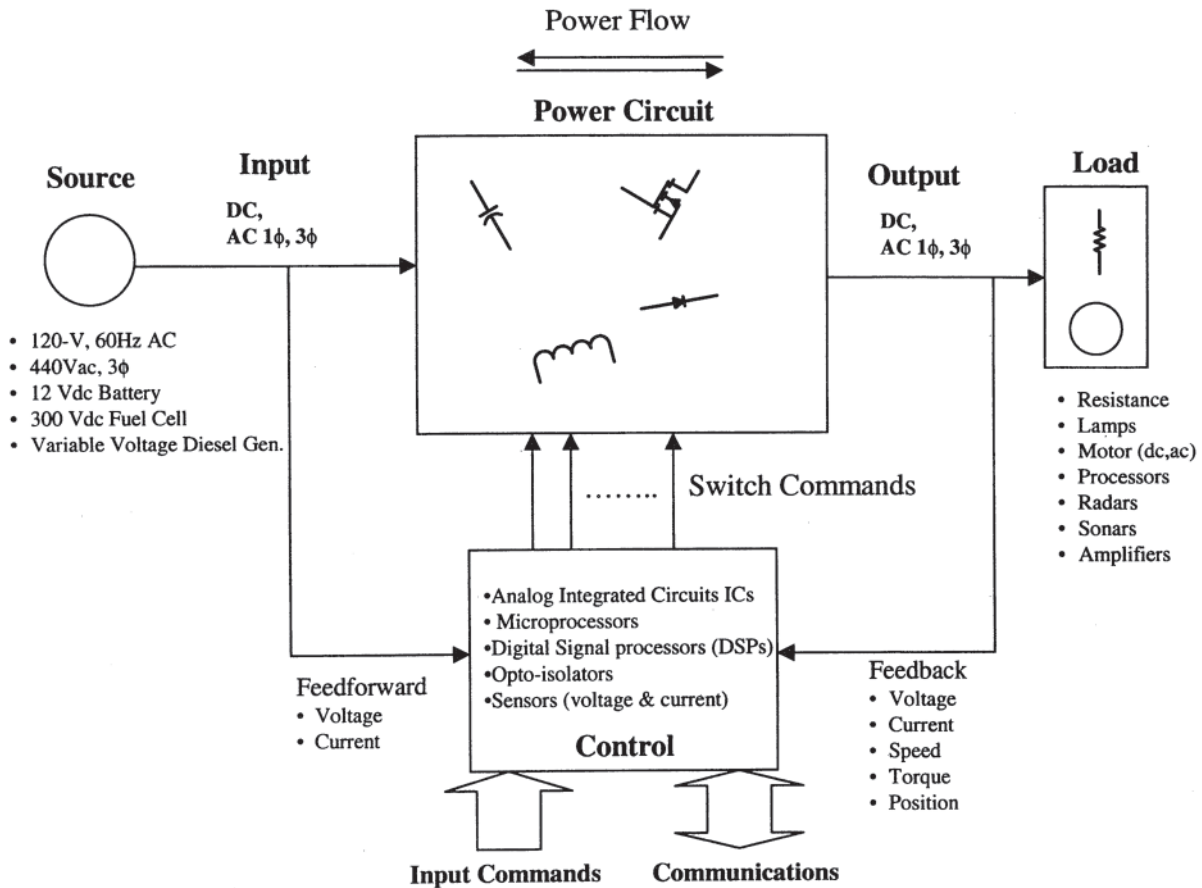 Power Flow
Power Circuit
Source
Input
DC,
AC 1ϕ, 3ϕ
Output
DC,
AC 1ϕ, 3ϕ
Load
• 120-V, 60Hz AC
• 440Vac, 3ϕ
• 12 Vdc Battery
• 300 Vdc Fuel Cell
• Variable Voltage Diesel Gen.
• Resistance
• Lamps
• Motor (dc,ac)
• Processors
• Radars
• Sonars
• Amplifiers
......... Switch Commands
•Analog Integrated Circuits ICs
• Microprocessors
•Digital Signal processors (DSPs)
•Opto-isolators
•Sensors (voltage & current)
Control
Feedforward
• Voltage
• Current
Feedback
• Voltage
• Current
• Speed
• Torque
• Position
Input Commands
Communications